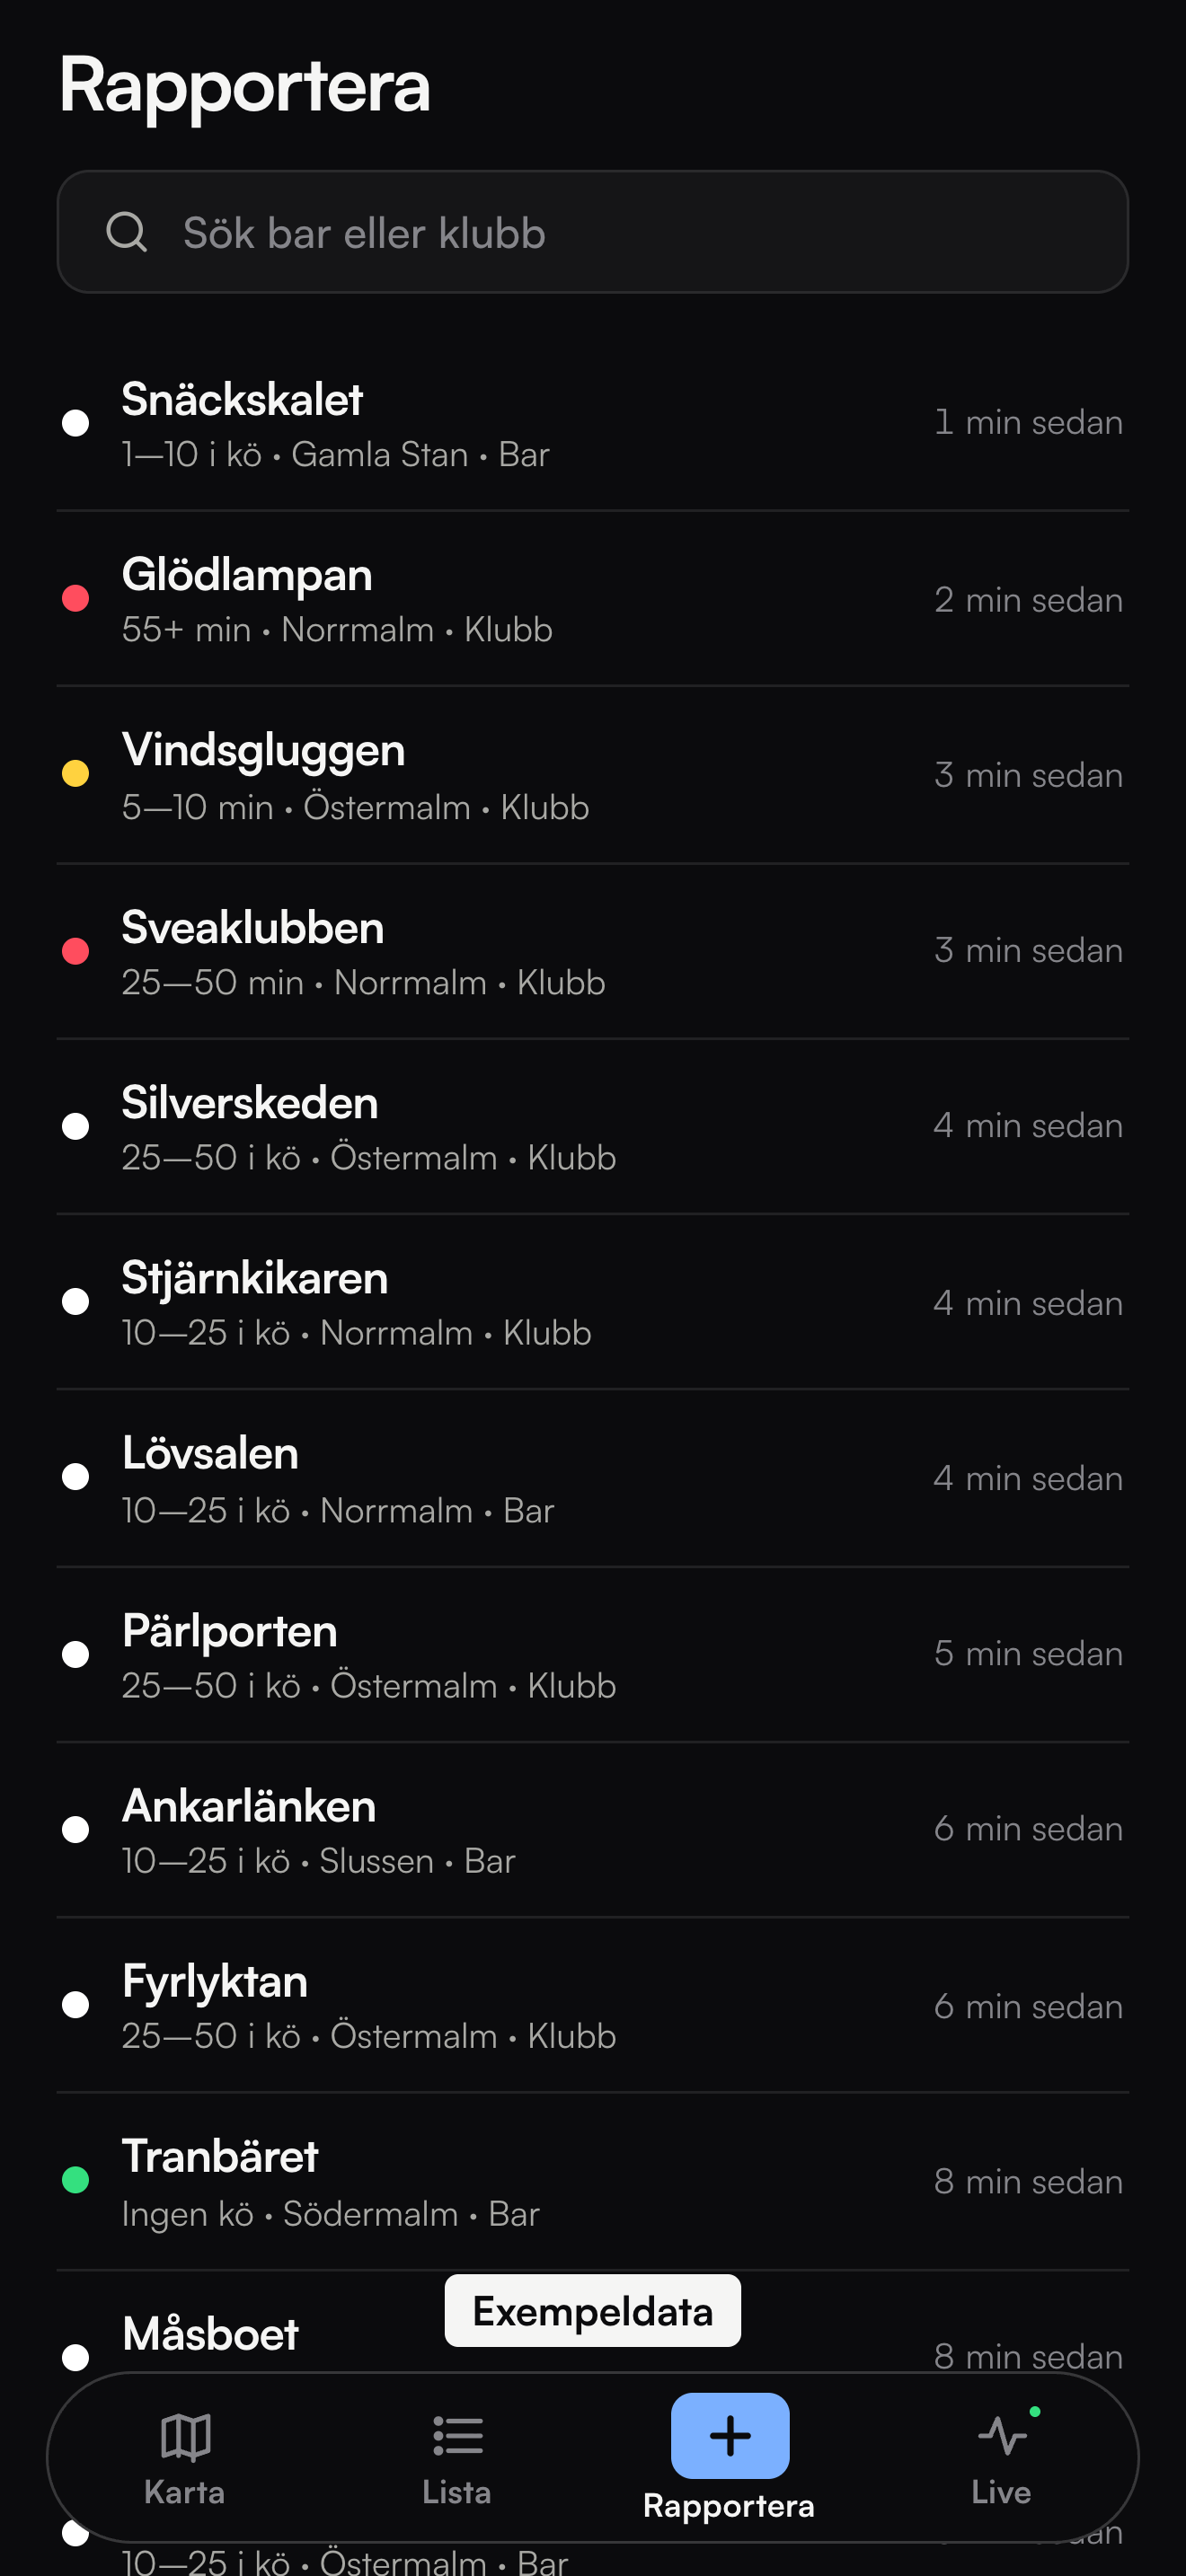 Rapportera
Sök bar eller klubb
Snäckskalet
1–10 i kö · Gamla Stan · Bar
1 min sedan
Glödlampan
55+ min · Norrmalm · Klubb
2 min sedan
Vindsgluggen
5–10 min · Östermalm · Klubb
3 min sedan
Sveaklubben
25–50 min · Norrmalm · Klubb
3 min sedan
Silverskeden
25–50 i kö · Östermalm · Klubb
4 min sedan
Stjärnkikaren
10–25 i kö · Norrmalm · Klubb
4 min sedan
Lövsalen
10–25 i kö · Norrmalm · Bar
4 min sedan
Pärlporten
25–50 i kö · Östermalm · Klubb
5 min sedan
Ankarlänken
10–25 i kö · Slussen · Bar
6 min sedan
Fyrlyktan
25–50 i kö · Östermalm · Klubb
6 min sedan
Tranbäret
Ingen kö · Södermalm · Bar
8 min sedan
Exempeldata
Måsboet
8 min sedan
Karta
Lista
Rapportera
Live
10–25 i kö · Östermalm · Bar